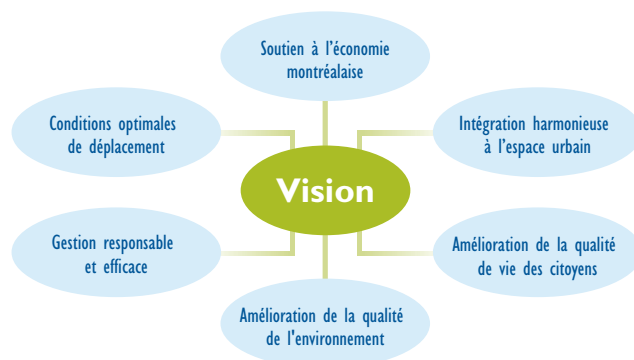 Soutien à l’économie
montréalaise
Conditions optimales
de déplacement
Intégration harmonieuse
à l’espace urbain
Vision
Gestion responsable
et efficace
Amélioration de la qualité
de vie des citoyens
Amélioration de la qualité
de l'environnement